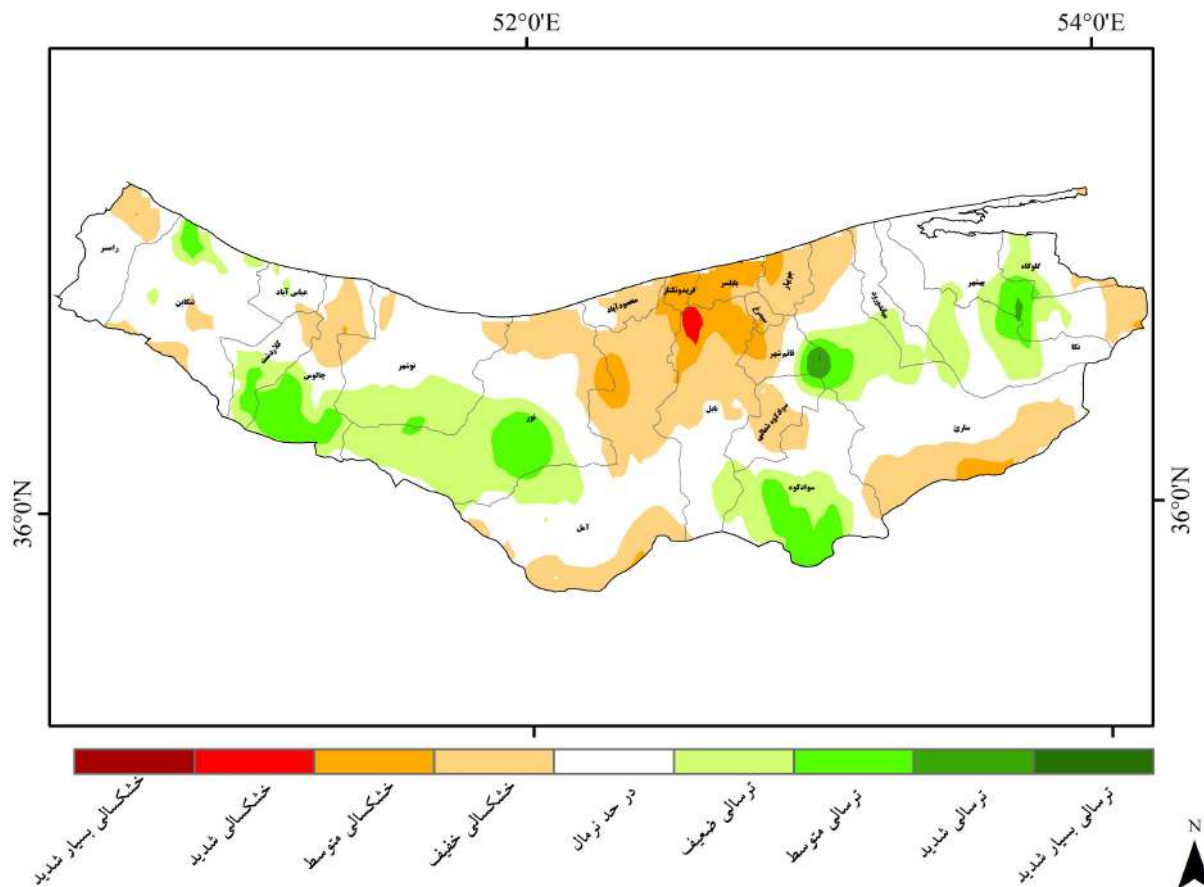 52°0'E
54°0'E
رامسر
تنکابن
عباس آباد
کلاردشت
چالوس
نوشهر
نور
آمل
محمودآباد
فریدونکنار
بابلسر
بابل
سیمرغ
جویبار
قائم شهر
سوادکوه شمالی
سوادکوه
میاندورود
ساری
بهشهر
گلوگاه
نکا
36°0'N
36°0'N
خشکسالی بسیار شدید
خشکسالی شدید
خشکسالی متوسط
خشکسالی خفیف
در حد نرمال
ترسالی ضعیف
ترسالی متوسط
ترسالی شدید
ترسالی بسیار شدید
N